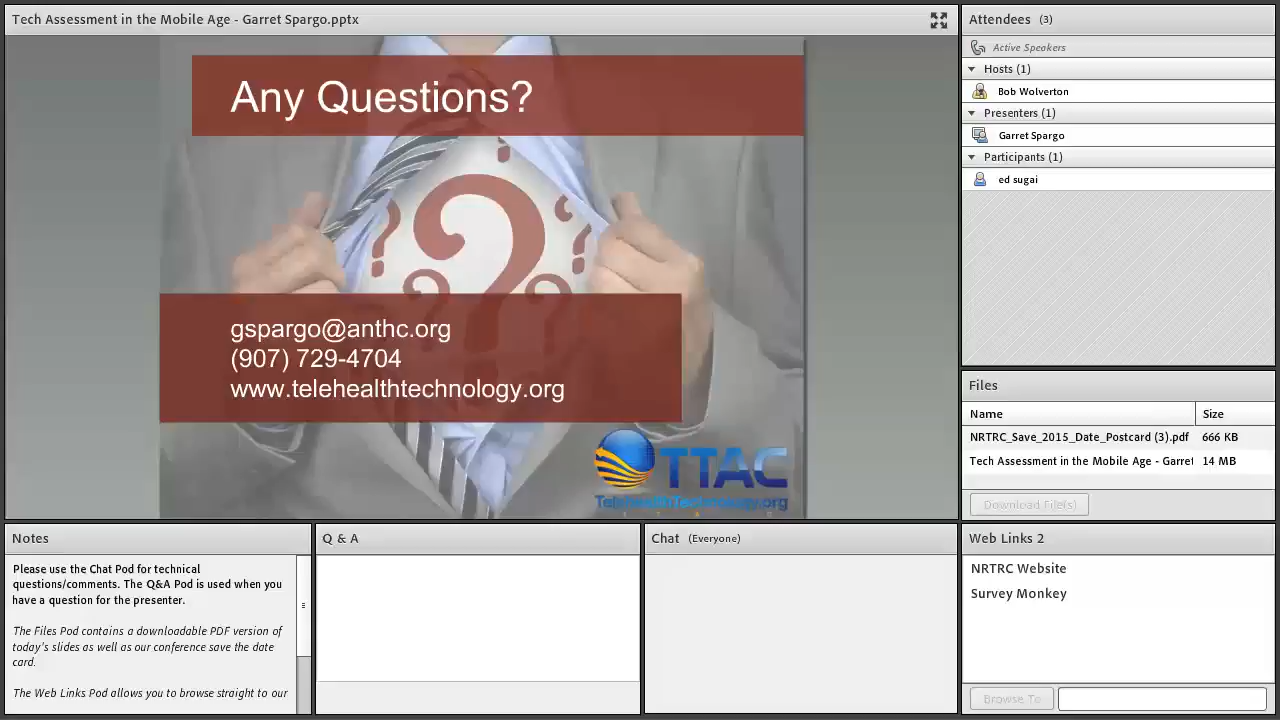 Tech Assessment in the Mobile Age - Garret Spargo.pptx
Any Questions?
gspargo@anthc.org
(907) 729-4704
www.telehealthtechnology.org
TTAC
TelehealthTechnology.org
Attendees (3)
Active Speakers
Hosts (1)
Bob Wolverton
Presenters (1)
Garret Spargo
Participants (1)
ed sugai
Files
Name Size
NRTRC_Save_2015_Date_Postcard (3).pdf 666 KB
Tech Assessment in the Mobile Age - Garret 14 MB
Download File(s)
Notes
Please use the Chat Pod for technical
questions/comments. The Q&A Pod is used when you
have a question for the presenter.
The Files Pod contains a downloadable PDF version of
today's slides as well as our conference save the date
card.
The Web Links Pod allows you to browse straight to our
Q & A
Chat (Everyone)
Web Links 2
NRTRC Website
Survey Monkey
Browse To